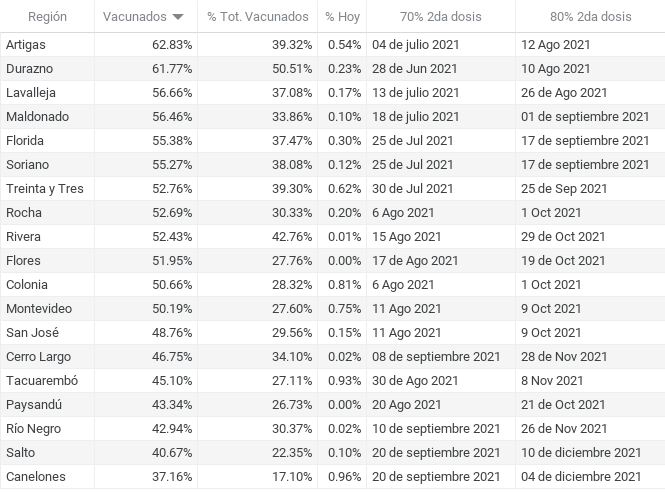 Región Vacunados % Tot. Vacunados % Hoy 70% 2da dosis 80% 2da dosis
Artigas 62.83% 39.32% 0.54% 04 de julio 2021 12 Ago 2021
Durazno 61.77% 50.51% 0.23% 28 de Jun 2021 10 Ago 2021
Lavalleja 56.66% 37.08% 0.17% 13 de julio 2021 26 de Ago 2021
Maldonado 56.46% 33.86% 0.10% 18 de julio 2021 01 de septiembre 2021
Florida 55.38% 37.47% 0.30% 25 de Jul 2021 17 de septiembre 2021
Soriano 55.27% 38.08% 0.12% 25 de Jul 2021 17 de septiembre 2021
Treinta y Tres 52.76% 39.30% 0.62% 30 de Jul 2021 25 de Sep 2021
Rocha 52.69% 30.33% 0.20% 6 Ago 2021 1 Oct 2021
Rivera 52.43% 42.76% 0.01% 15 Ago 2021 29 de Oct 2021
Flores 51.95% 27.76% 0.00% 17 de Ago 2021 19 de Oct 2021
Colonia 50.66% 28.32% 0.81% 6 Ago 2021 1 Oct 2021
Montevideo 50.19% 27.60% 0.75% 11 Ago 2021 9 Oct 2021
San José 48.76% 29.56% 0.15% 11 Ago 2021 9 Oct 2021
Cerro Largo 46.75% 34.10% 0.02% 08 de septiembre 2021 28 de Nov 2021
Tacuarembó 45.10% 27.11% 0.93% 30 de Ago 2021 8 Nov 2021
Paysandú 43.34% 26.73% 0.00% 20 Ago 2021 21 de Oct 2021
Río Negro 42.94% 30.37% 0.02% 10 de septiembre 2021 26 de Nov 2021
Salto 40.67% 22.35% 0.10% 20 de septiembre 2021 10 de diciembre 2021
Canelones 37.16% 17.10% 0.96% 20 de septiembre 2021 04 de diciembre 2021